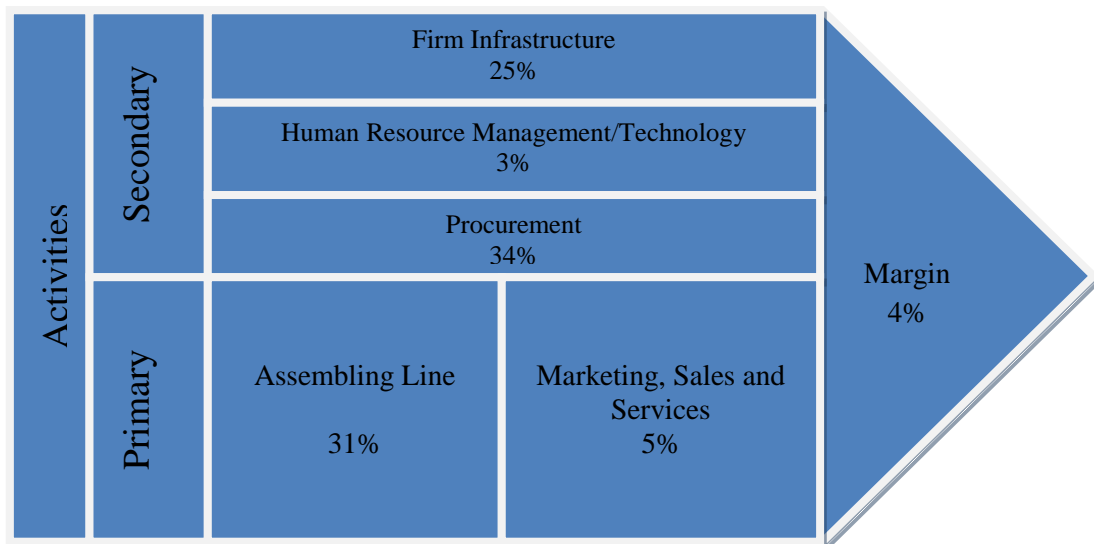 Activities
Secondary
Firm Infrastructure
25%
Human Resource Management/Technology
3%
Procurement
34%
Primary
Assembling Line
31%
Marketing, Sales and
Services
5%
Margin
4%